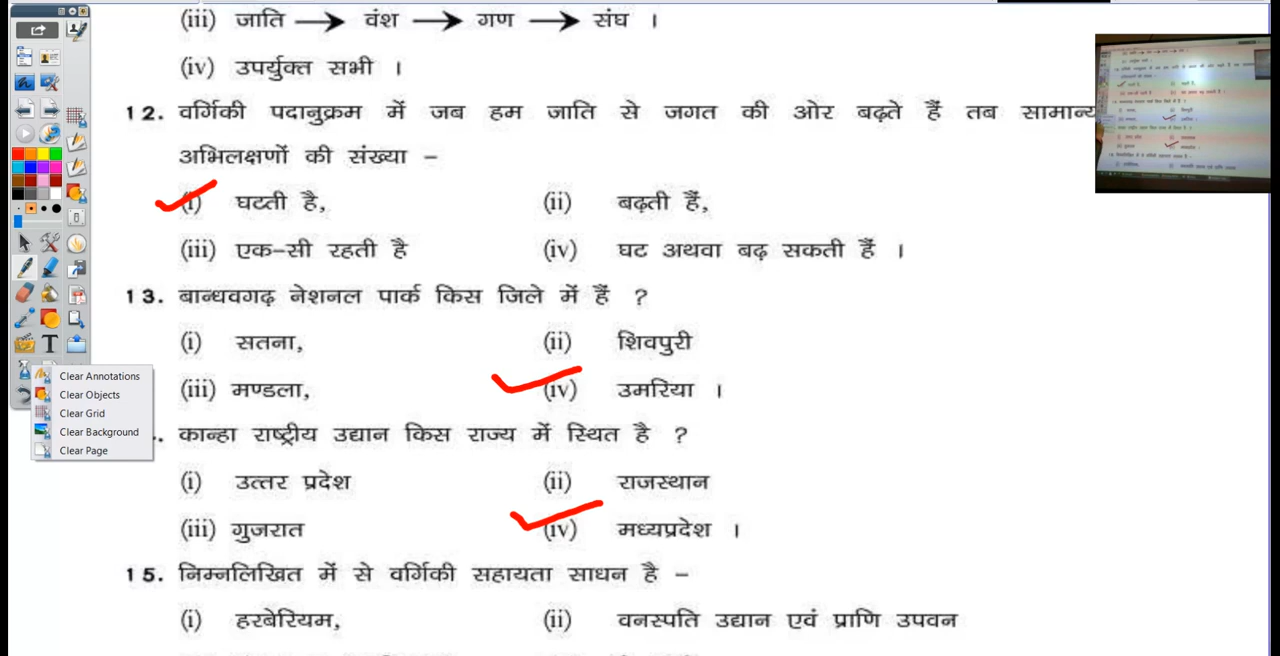 (iii) जाति → वंश → गण → संघ ।
(iv) उपर्युक्त सभी ।
12. वर्गिकी पदानुक्रम में जब हम जाति से जगत की ओर बढ़ते हैं तब सामान्य
अभिलक्षणों की संख्या –
(i) घटती है, (ii) बढ़ती हैं,
(iii) एक–सी रहती है (iv) घट अथवा बढ़ सकती हैं ।
13. बान्धवगढ़ नेशनल पार्क किस जिले में हैं ?
(i) सतना, (ii) शिवपुरी
(iii) मण्डला, (iv) उमरिया ।
. कान्हा राष्ट्रीय उद्यान किस राज्य में स्थित है ?
(i) उत्तर प्रदेश (ii) राजस्थान
(iii) गुजरात (iv) मध्यप्रदेश ।
15. निम्नलिखित में से वर्गिकी सहायता साधन है –
(i) हरबेरियम, (ii) वनस्पति उद्यान एवं प्राणि उपवन
Clear Annotations
Clear Objects
Clear Grid
Clear Background
Clear Page